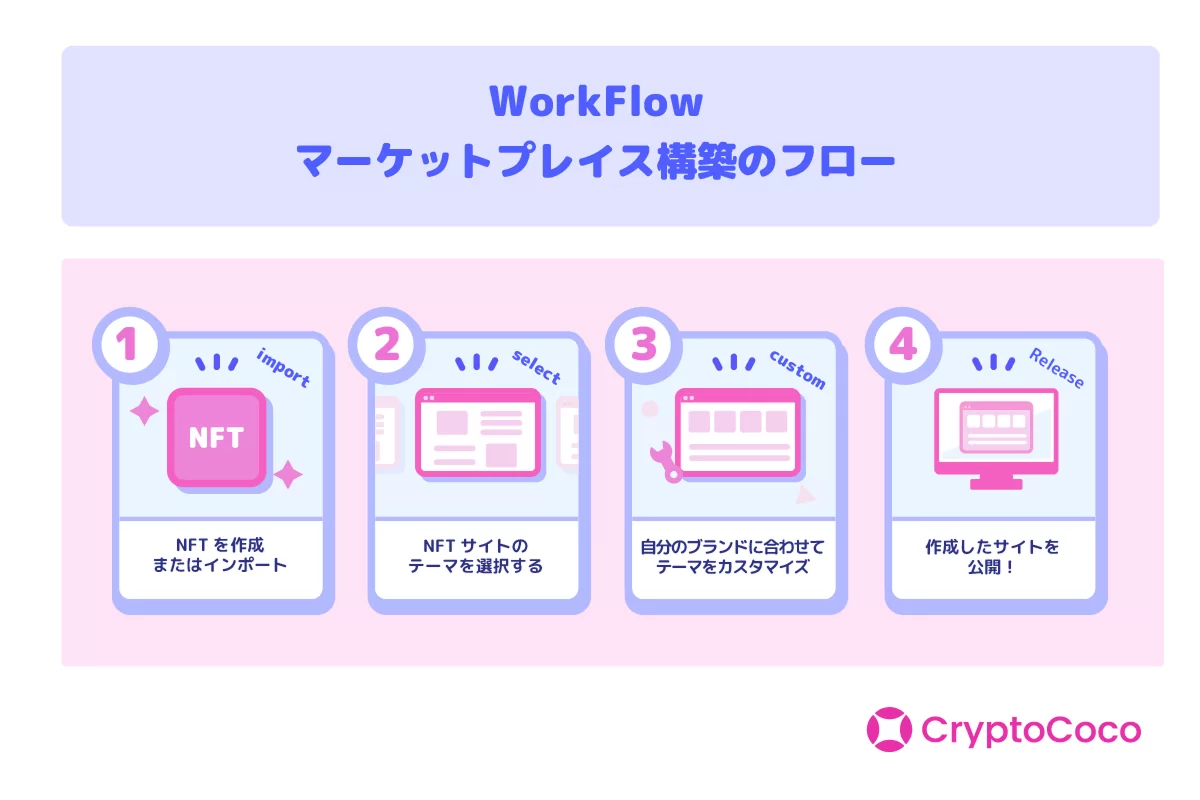 WorkFlow
マーケットプレイス構築のフロー
1
import
NFT
NFT を作成
またはインポート
2
select
NFT サイトの
テーマを選択する
3
custom
自分のブランドに合わせて
テーマをカスタマイズ
4
Release
作成したサイトを
公開！
CryptoCoco